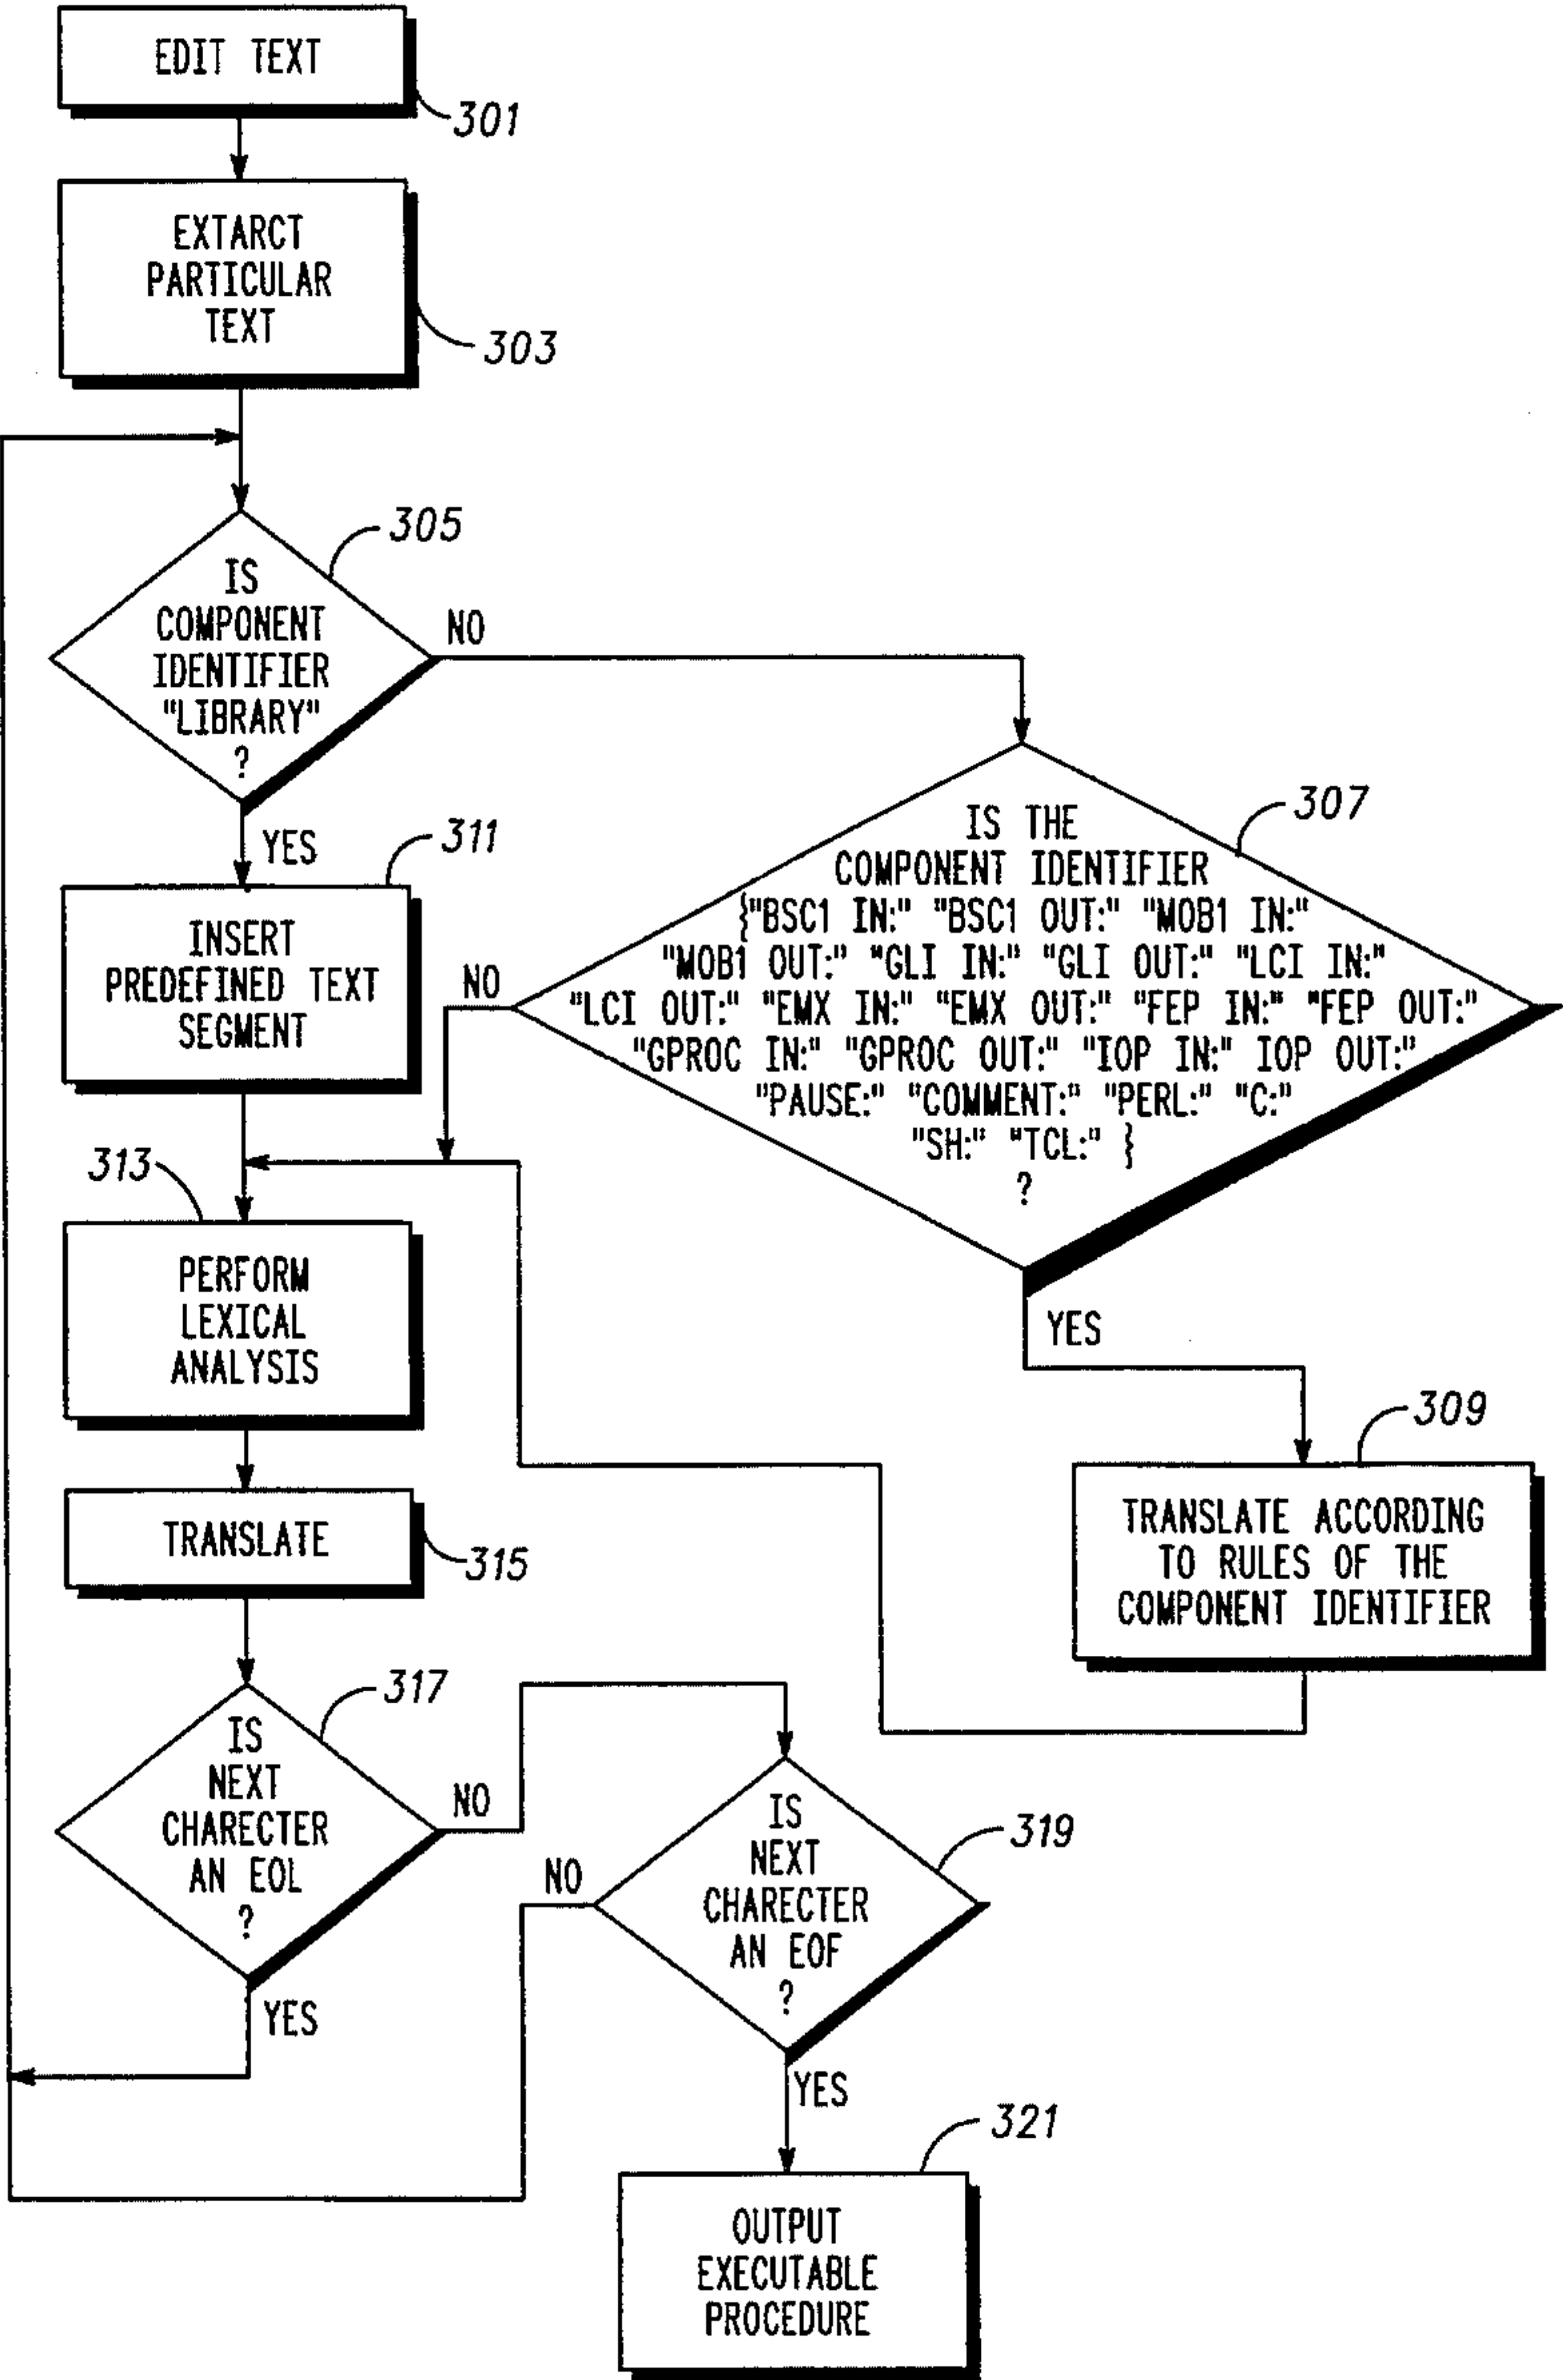 EDIT TEXT
301
EXTARCT
PARTICULAR
TEXT
303
305
IS
COMPONENT
IDENTIFIER
"LIBRARY"
?
NO
YES
307
IS THE
COMPONENT IDENTIFIER
{"BSC1 IN:" "BSC1 OUT:" "MOB1 IN:"
"MOB1 OUT:" "GLI IN:" "GLI OUT:" "LCI IN:"
"LCI OUT:" "EMX IN:" "EMX OUT:" "FEP IN:" "FEP OUT:"
"GPROC IN:" "GPROC OUT:" "IOP IN:" IOP OUT:"
"PAUSE:" "COMMENT:" "PERL:" "C:"
"SH:" "TCL:" }
?
NO
YES
311
INSERT
PREDEFINED TEXT
SEGMENT
313
PERFORM
LEXICAL
ANALYSIS
309
TRANSLATE ACCORDING
TO RULES OF THE
COMPONENT IDENTIFIER
TRANSLATE
315
317
IS
NEXT
CHARECTER
AN EOL
?
NO
YES
319
IS
NEXT
CHARECTER
AN EOF
?
NO
YES
321
OUTPUT
EXECUTABLE
PROCEDURE